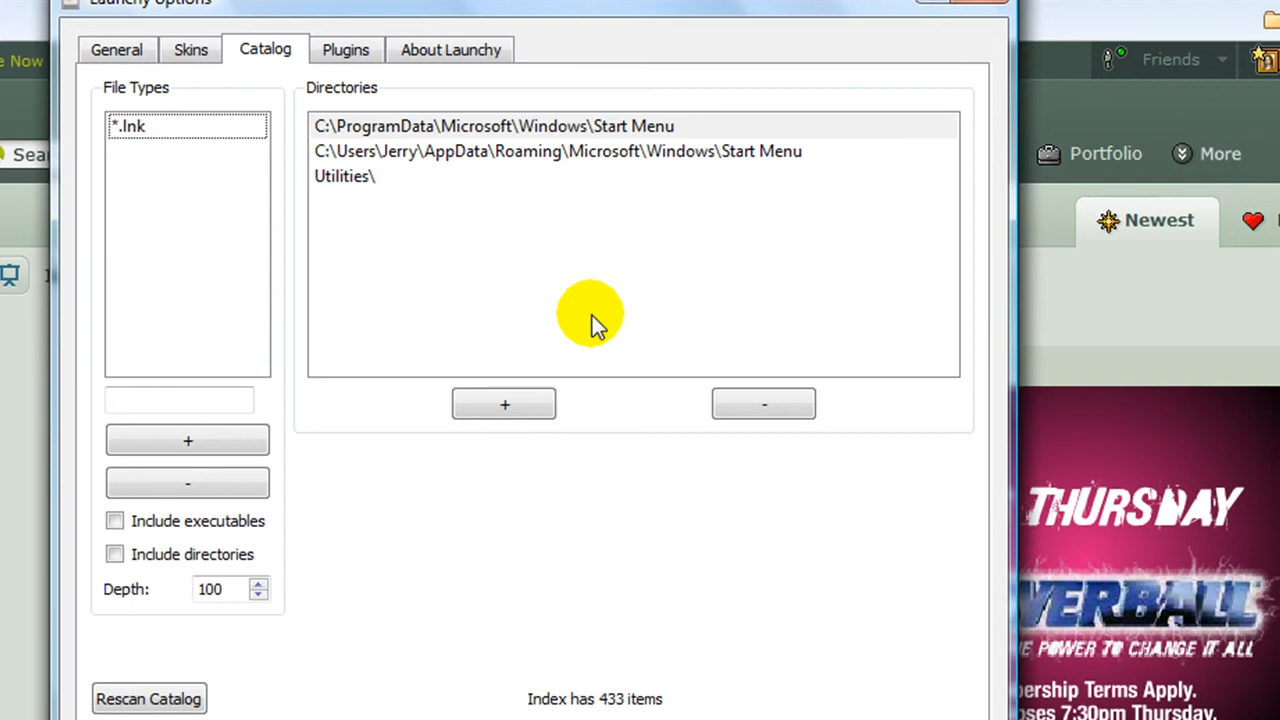 Launchy Options
General Skins Catalog Plugins About Launchy
e Now
Friends
File Types
Directories
*.lnk
C:\ProgramData\Microsoft\Windows\Start Menu
C:\Users\Jerry\AppData\Roaming\Microsoft\Windows\Start Menu
Utilities\
Sear
Portfolio
More
Newest
+
-
+
-
Include executables
Include directories
Depth: 100
Rescan Catalog
Index has 433 items
THURSDAY
VERBALL
E POWER TO CHANGE IT ALL
bership Terms Apply.
oses 7:30pm Thursday.